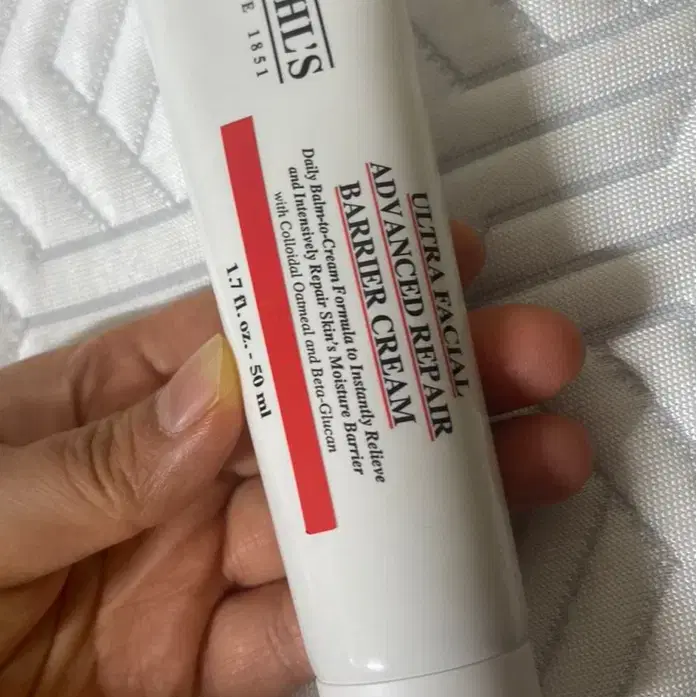 HL'S
E 1851
ULTRA FACIAL
ADVANCED REPAIR
BARRIER CREAM
Daily Balm-to-Cream Formula to Instantly Relieve
and Intensively Repair Skin's Moisture Barrier
with Colloidal Oatmeal and Beta-Glucan
1.7 fl. oz. - 50 ml